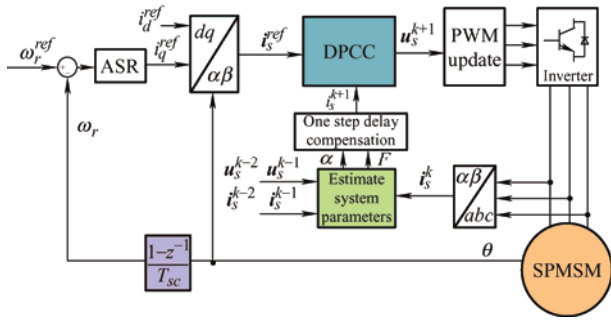 i_d^{ref}
ω_r^{ref}
ASR
i_q^{ref}
dq
αβ
i_s^{ref}
DPCC
u_s^{k+1}
PWM
update
Inverter
ω_r
i_s^{k+1}
One step delay
compensation
α
F
u_s^{k-2} u_s^{k-1}
i_s^{k-2} i_s^{k-1}
Estimate
system
parameters
i_s^k
αβ
abc
1-z^{-1}
T_{sc}
θ
SPMSM